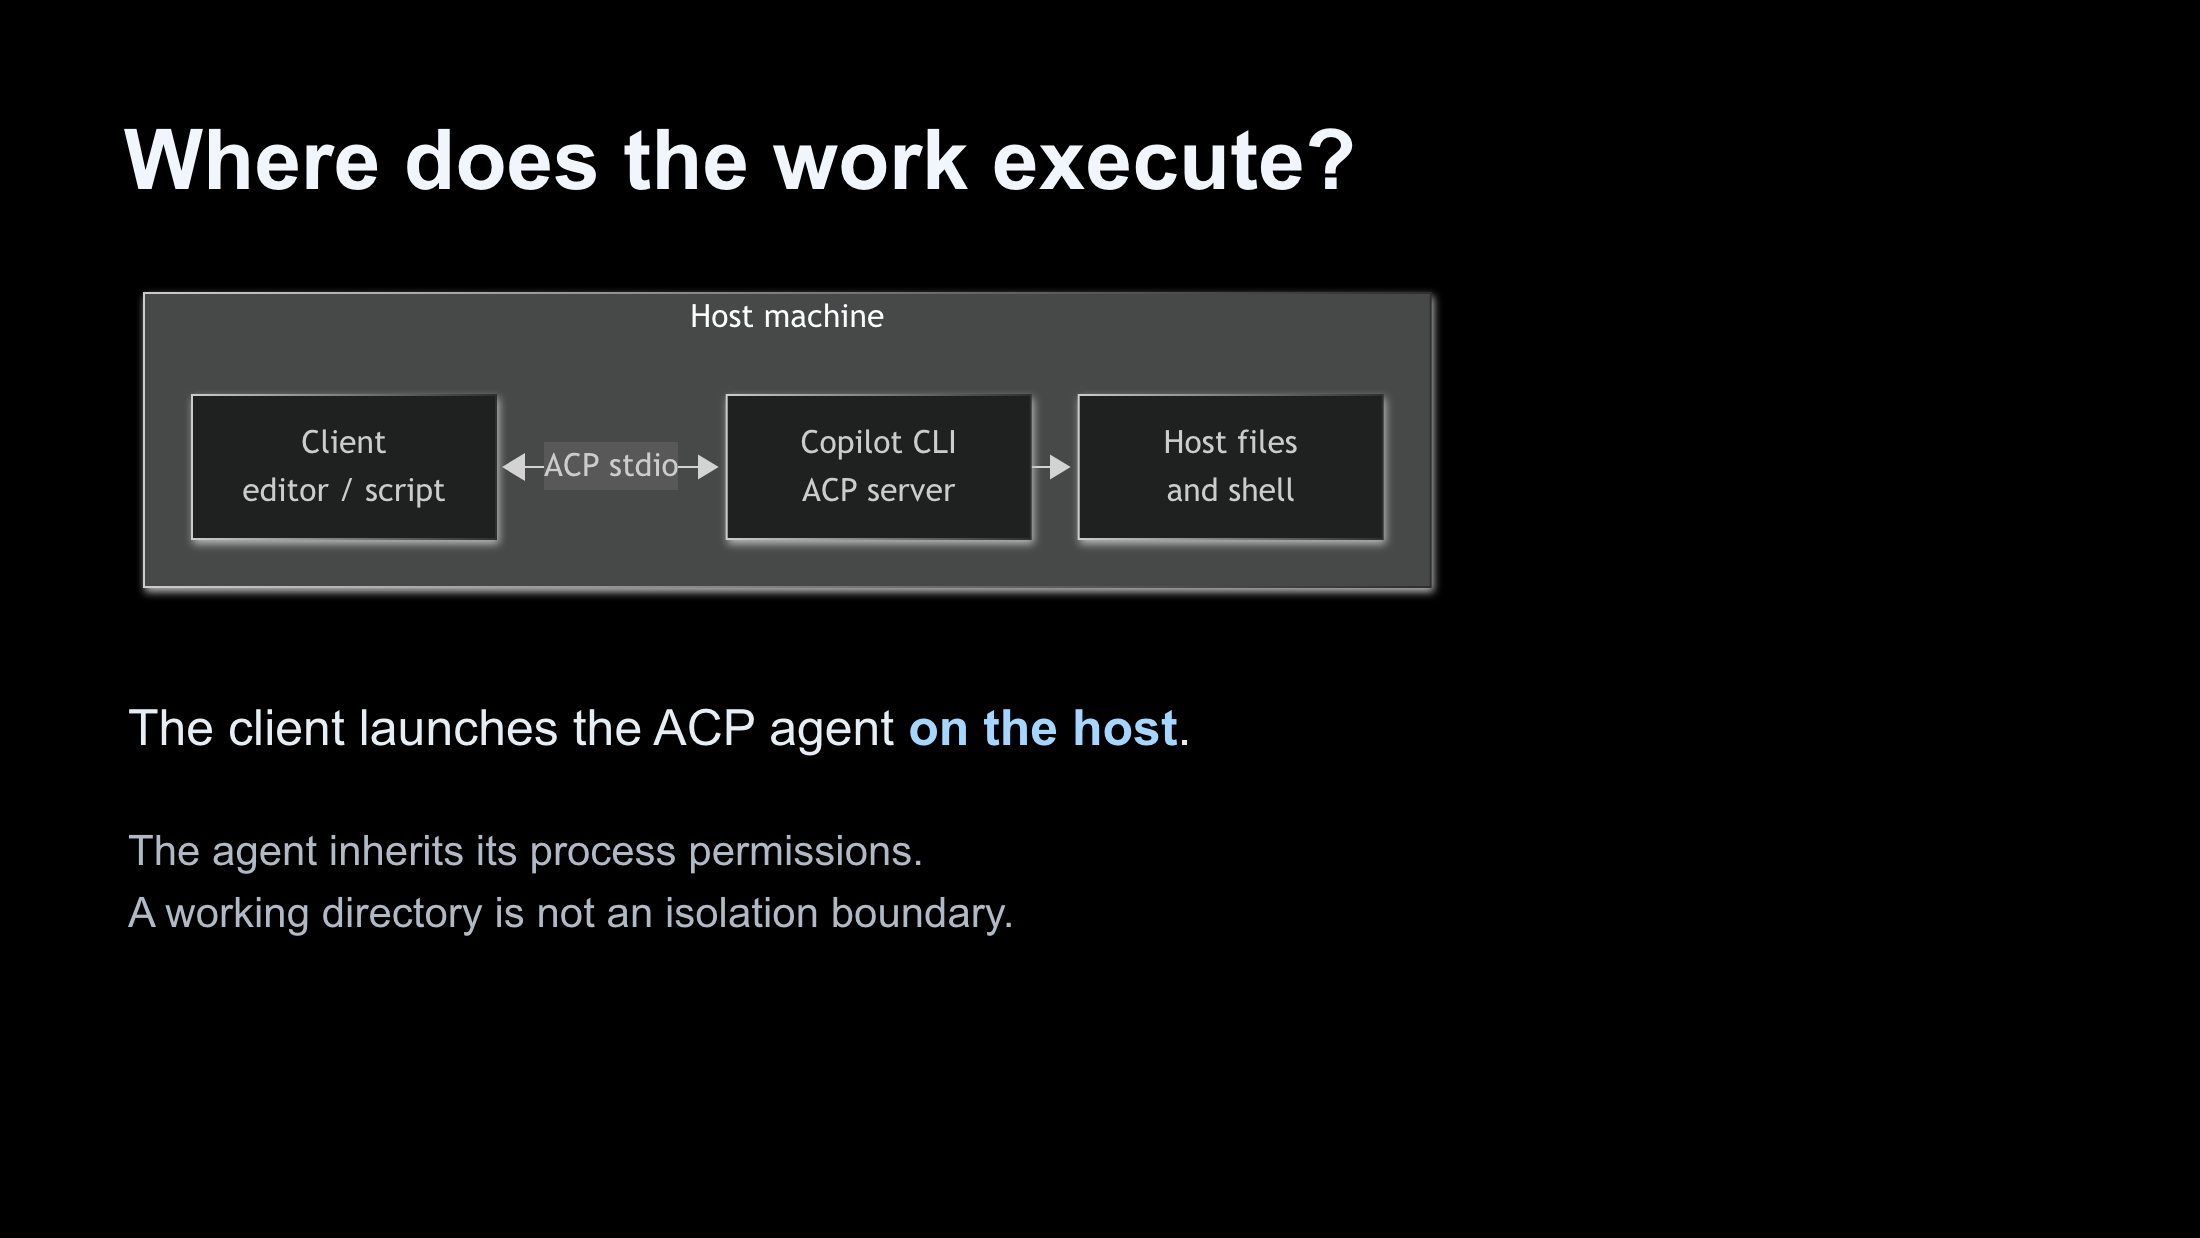 Where does the work execute?
Host machine
Client
editor / script
ACP stdio
Copilot CLI
ACP server
Host files
and shell
The client launches the ACP agent on the host.
The agent inherits its process permissions.
A working directory is not an isolation boundary.